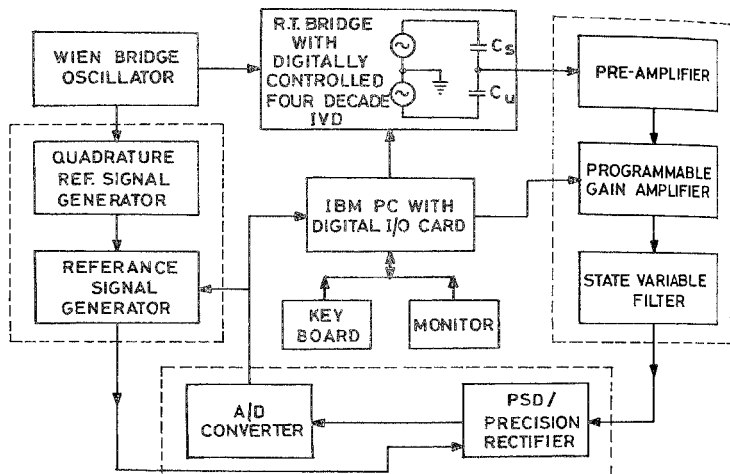 WIEN BRIDGE
OSCILLATOR
R.T. BRIDGE
WITH
DIGITALLY
CONTROLLED
FOUR DECADE
IVD
Cs
Cu
PRE-AMPLIFIER
QUADRATURE
REF. SIGNAL
GENERATOR
IBM PC WITH
DIGITAL I/O CARD
PROGRAMMABLE
GAIN AMPLIFIER
REFERANCE
SIGNAL
GENERATOR
STATE VARIABLE
FILTER
KEY
BOARD
MONITOR
A/D
CONVERTER
PSD/
PRECISION
RECTIFIER